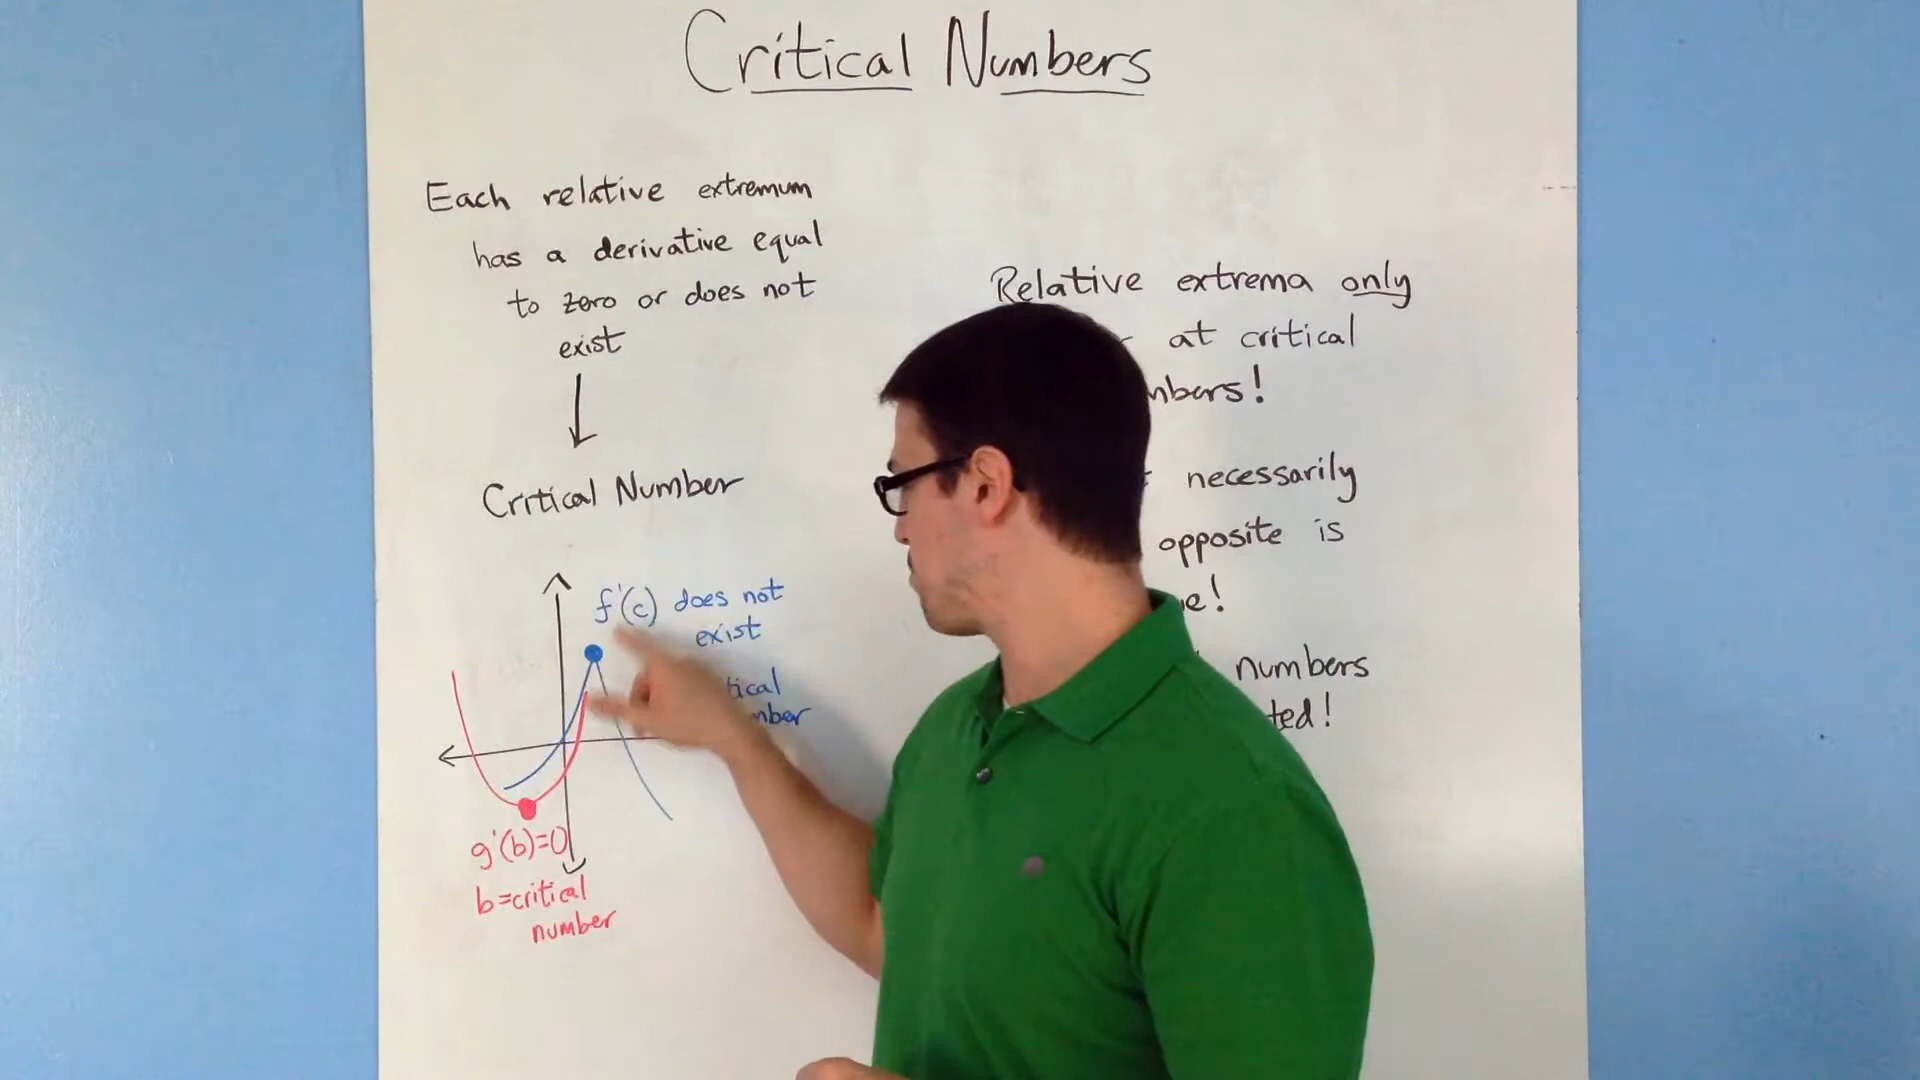 Critical Numbers
Each relative extremum
has a derivative equal
to zero or does not
exist
Critical Number
f'(c) does not
exist
g'(b)=0
b=critical
number
Relative extrema only
at critical
necessarily
opposite is
numbers